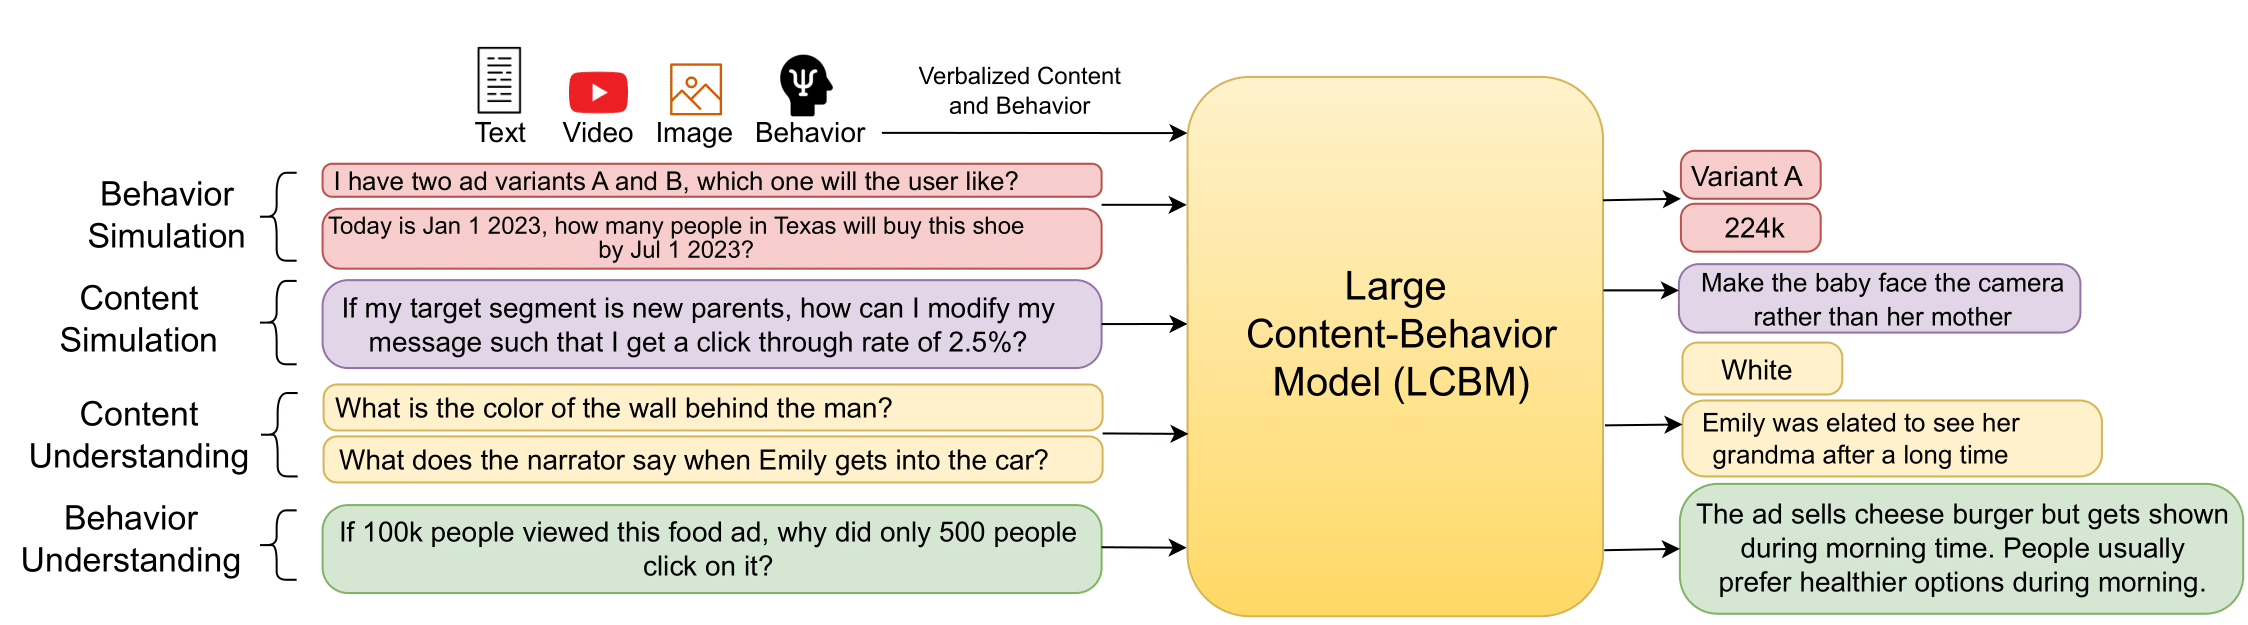 Verbalized Content
and Behavior
Text
Video
Image
Behavior
Behavior
Simulation
I have two ad variants A and B, which one will the user like?
Today is Jan 1 2023, how many people in Texas will buy this shoe
by Jul 1 2023?
Content
Simulation
If my target segment is new parents, how can I modify my
message such that I get a click through rate of 2.5%?
Content
Understanding
What is the color of the wall behind the man?
What does the narrator say when Emily gets into the car?
Behavior
Understanding
If 100k people viewed this food ad, why did only 500 people
click on it?
Large
Content-Behavior
Model (LCBM)
Variant A
224k
Make the baby face the camera
rather than her mother
White
Emily was elated to see her
grandma after a long time
The ad sells cheese burger but gets shown
during morning time. People usually
prefer healthier options during morning.